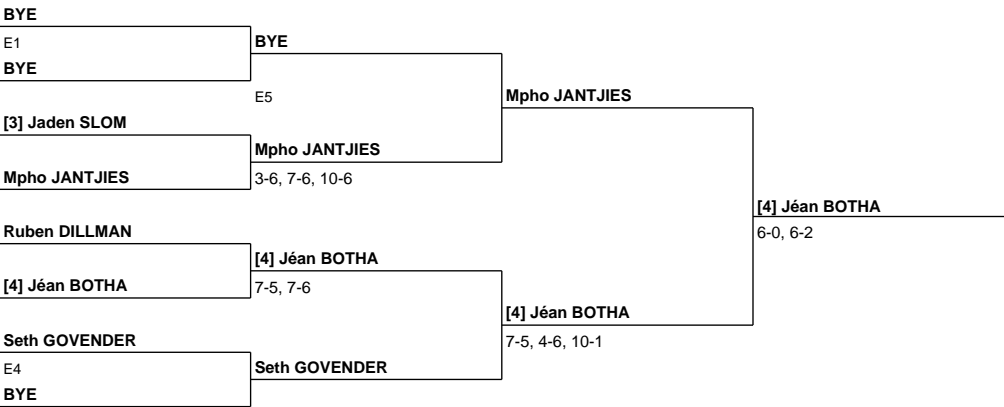 BYE
E1
BYE
BYE
E5
Mpho JANTJIES
[3] Jaden SLOM
Mpho JANTJIES
Mpho JANTJIES
3-6, 7-6, 10-6
[4] Jéan BOTHA
6-0, 6-2
Ruben DILLMAN
[4] Jéan BOTHA
[4] Jéan BOTHA
7-5, 7-6
[4] Jéan BOTHA
7-5, 4-6, 10-1
Seth GOVENDER
E4
Seth GOVENDER
BYE